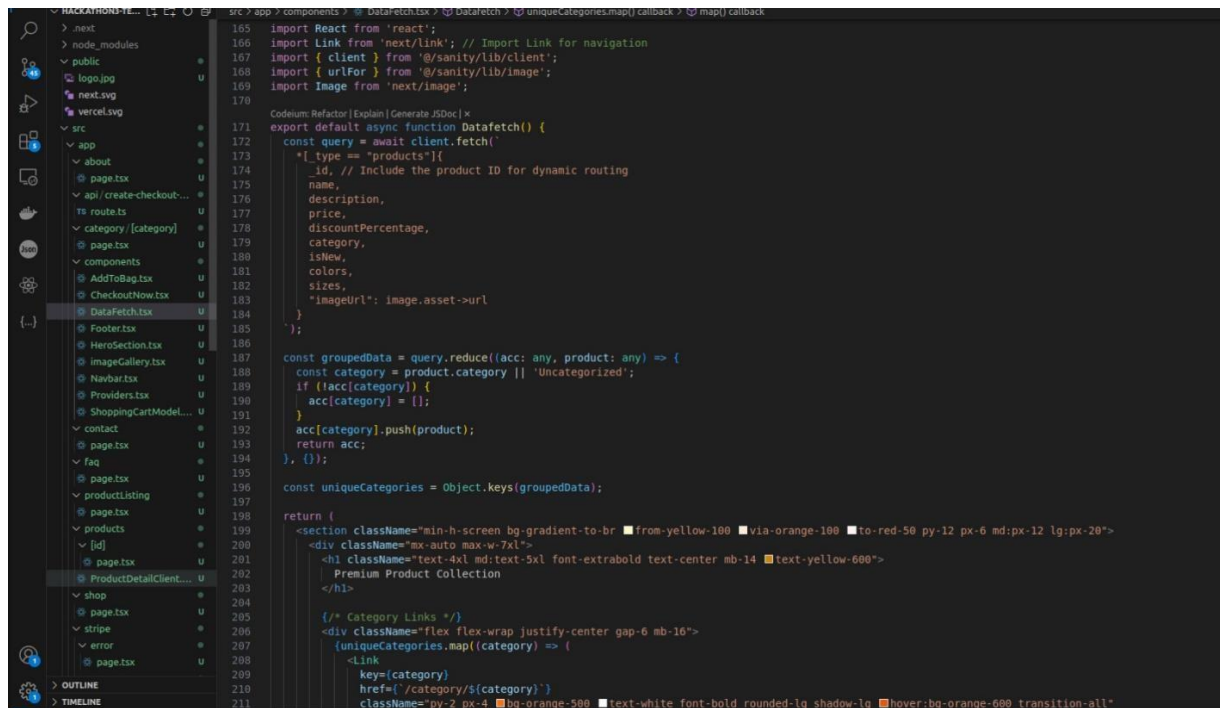 HACKATHON3-TE...
src > app > components > DataFetch.tsx > Datafetch > uniqueCategories.map() callback > map() callback
> .next
> node_modules
∨ public
logo.jpg U
next.svg
vercel.svg
∨ src
∨ app
∨ about
page.tsx U
∨ api/create-checkout-...
TS route.ts U
∨ category/[category]
page.tsx U
∨ components
AddToBag.tsx U
CheckoutNow.tsx U
DataFetch.tsx U
Footer.tsx U
HeroSection.tsx U
imageGallery.tsx U
Navbar.tsx U
Providers.tsx U
ShoppingCartModel.... U
∨ contact
page.tsx U
∨ faq
page.tsx U
∨ productListing
page.tsx U
∨ products
∨ [id]
page.tsx U
ProductDetailClient.... U
∨ shop
page.tsx U
∨ stripe
∨ error
page.tsx U
> OUTLINE
> TIMELINE
45
5
Json
{...}
1
1
165 import React from 'react';
166 import Link from 'next/link'; // Import Link for navigation
167 import { client } from '@/sanity/lib/client';
168 import { urlFor } from '@/sanity/lib/image';
169 import Image from 'next/image';
170
Codeium: Refactor | Explain | Generate JSDoc | ×
171 export default async function Datafetch() {
172 const query = await client.fetch(`
173 *[_type == "products"]{
174 _id, // Include the product ID for dynamic routing
175 name,
176 description,
177 price,
178 discountPercentage,
179 category,
180 isNew,
181 colors,
182 sizes,
183 "imageUrl": image.asset->url
184 }
185 `);
186
187 const groupedData = query.reduce((acc: any, product: any) => {
188 const category = product.category || 'Uncategorized';
189 if (!acc[category]) {
190 acc[category] = [];
191 }
192 acc[category].push(product);
193 return acc;
194 }, {});
195
196 const uniqueCategories = Object.keys(groupedData);
197
198 return (
199 <section className="min-h-screen bg-gradient-to-br from-yellow-100 via-orange-100 to-red-50 py-12 px-6 md:px-12 lg:px-20">
200 <div className="mx-auto max-w-7xl">
201 <h1 className="text-4xl md:text-5xl font-extrabold text-center mb-14 text-yellow-600">
202 Premium Product Collection
203 </h1>
204
205 {/* Category Links */}
206 <div className="flex flex-wrap justify-center gap-6 mb-16">
207 {uniqueCategories.map((category) => (
208 <Link
209 key={category}
210 href={`/category/${category}`}
211 className="py-2 px-4 bg-orange-500 text-white font-bold rounded-lg shadow-lg hover:bg-orange-600 transition-all"